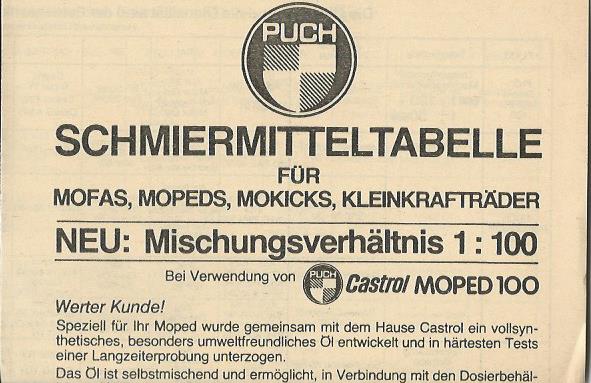 PUCH
SCHMIERMITTELTABELLE
FÜR
MOFAS, MOPEDS, MOKICKS, KLEINKRAFTRÄDER
NEU: Mischungsverhältnis 1 : 100
Bei Verwendung von PUCH Castrol MOPED 100
Werter Kunde!
Speziell für Ihr Moped wurde gemeinsam mit dem Hause Castrol ein vollsyn-
thetisches, besonders umweltfreundliches Öl entwickelt und in härtesten Tests
einer Langzeiterprobung unterzogen.
Das Öl ist selbstmischend und ermöglicht, in Verbindung mit den Dosierbehäl-